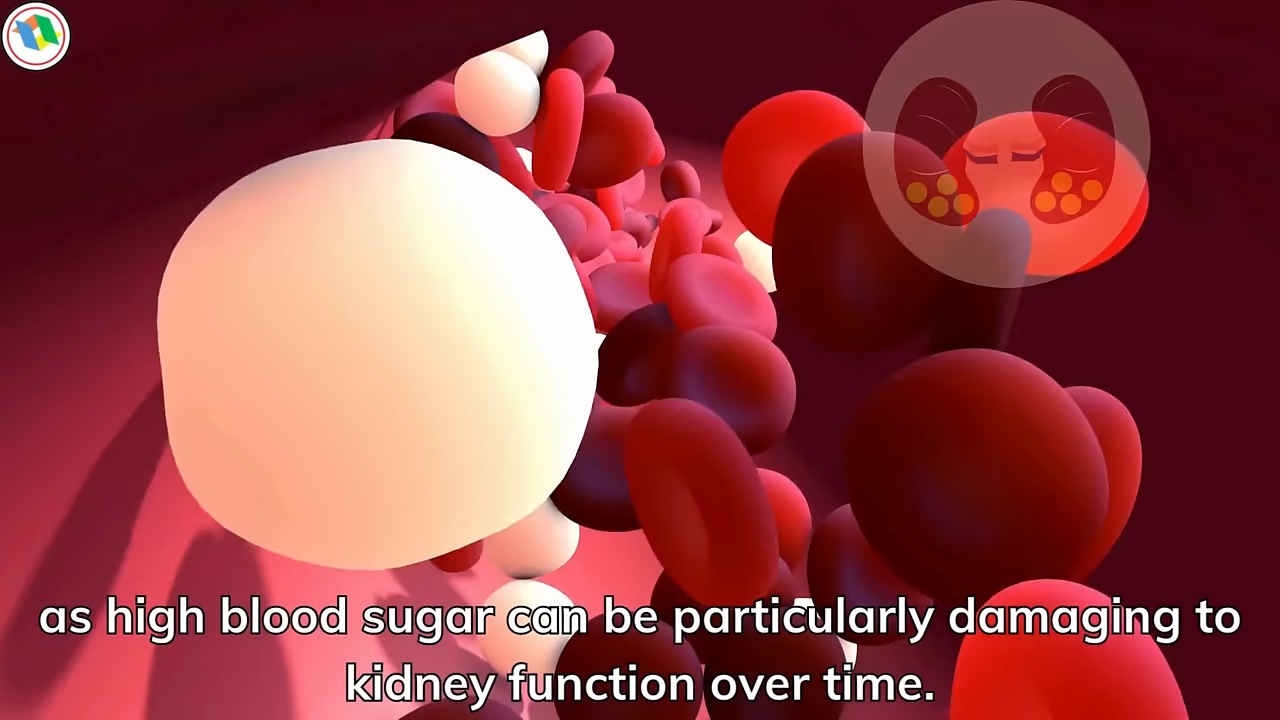 as high blood sugar can be particularly damaging to
kidney function over time.